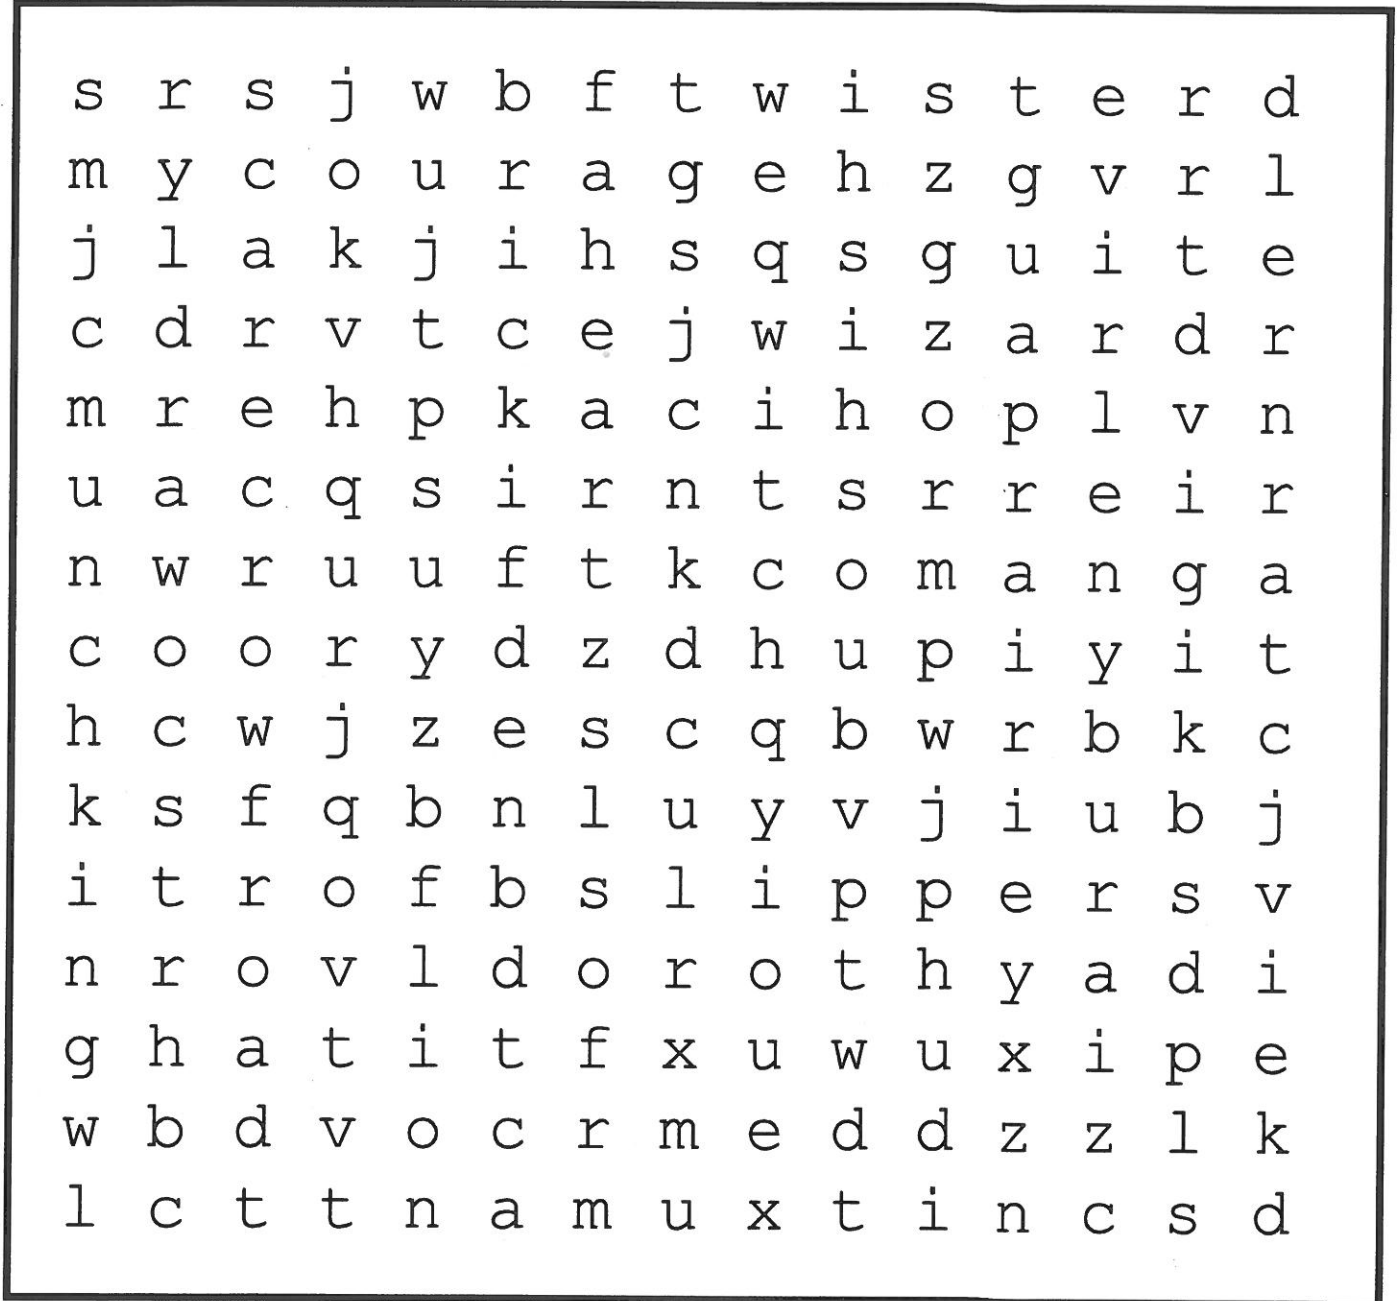 s r s j w b f t w i s t e r d
m y c o u r a g e h z g v r l
j l a k j i h s q s g u i t e
c d r v t c e j w i z a r d r
m r e h p k a c i h o p l v n
u a c q s i r n t s r r e i r
n w r u u f t k c o m a n g a
c o o r y d z d h u p i y i t
h c w j z e s c q b w r b k c
k s f q b n l u y v j i u b j
i t r o f b s l i p p e r s v
n r o v l d o r o t h y a d i
g h a t i t f x u w u x i p e
w b d v o c r m e d d z z l k
l c t t n a m u x t i n c s d